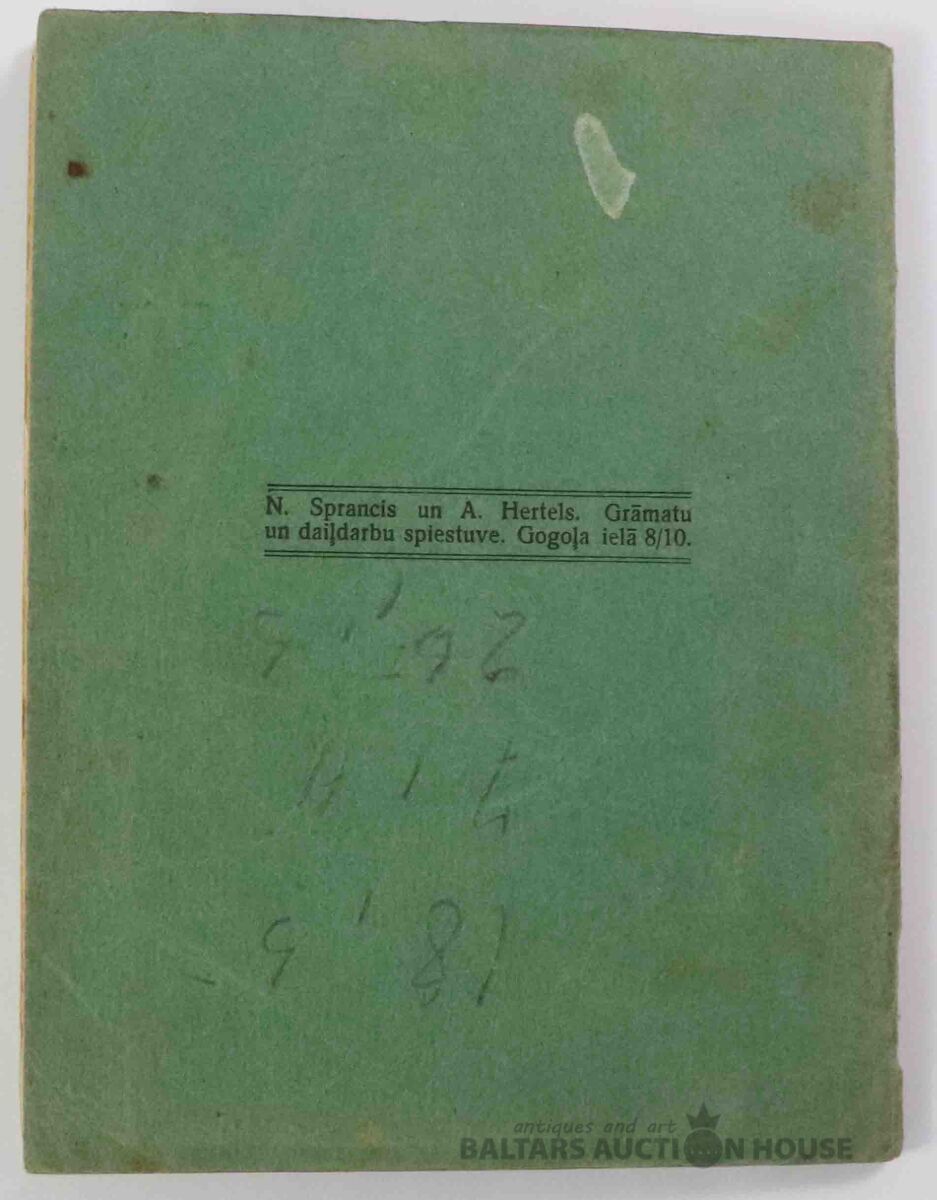 N. Sprancis un A. Hertels. Grāmatu
un daiļdarbu spiestuve. Gogoļa ielā 8/10.
antiques and art
BALTARS AUCTION HOUSE